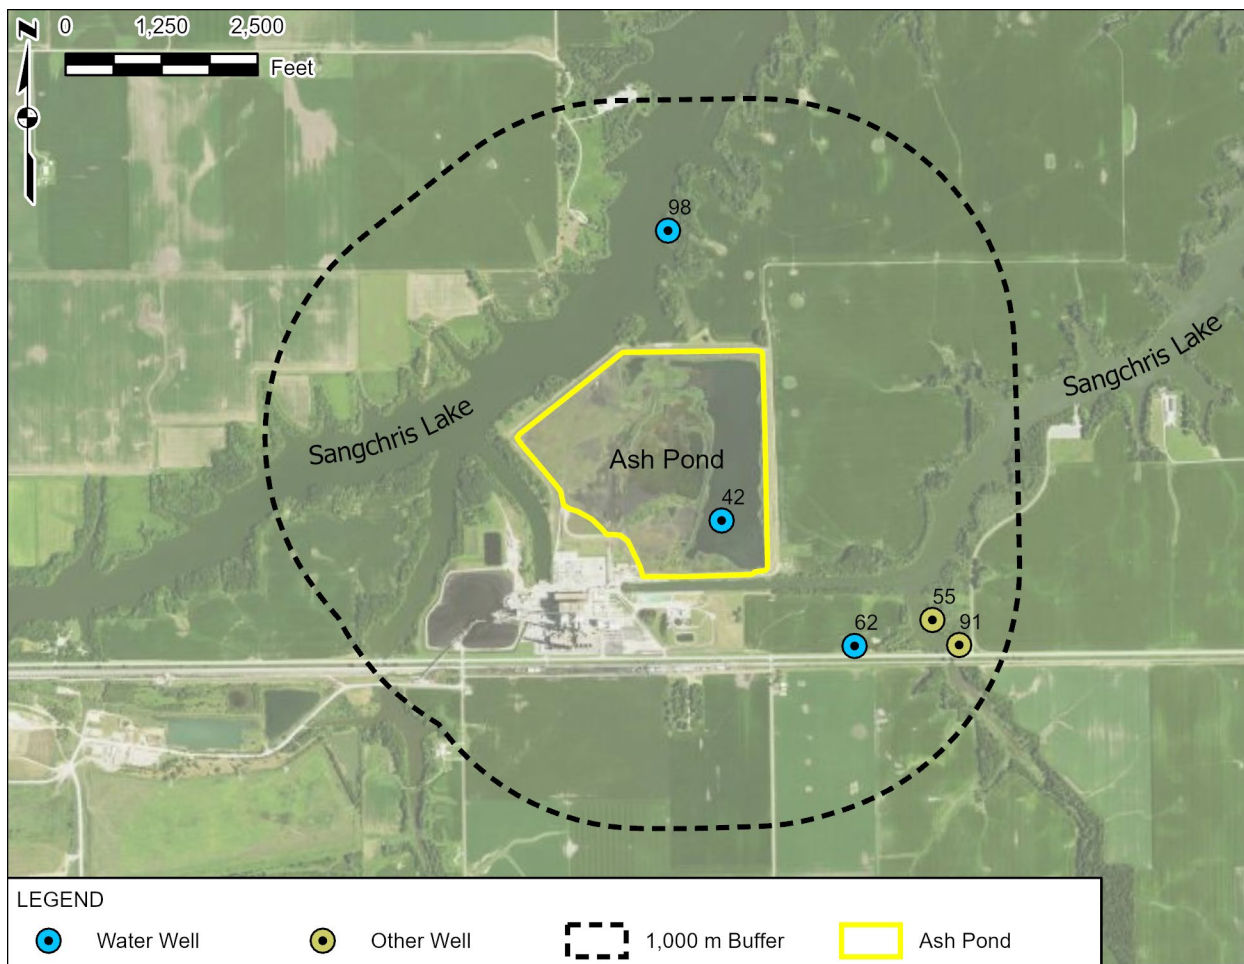 N
0 1,250 2,500
Feet
98
Sangchris Lake
Sangchris Lake
Ash Pond
42
55
62 91
LEGEND
Water Well Other Well 1,000 m Buffer Ash Pond